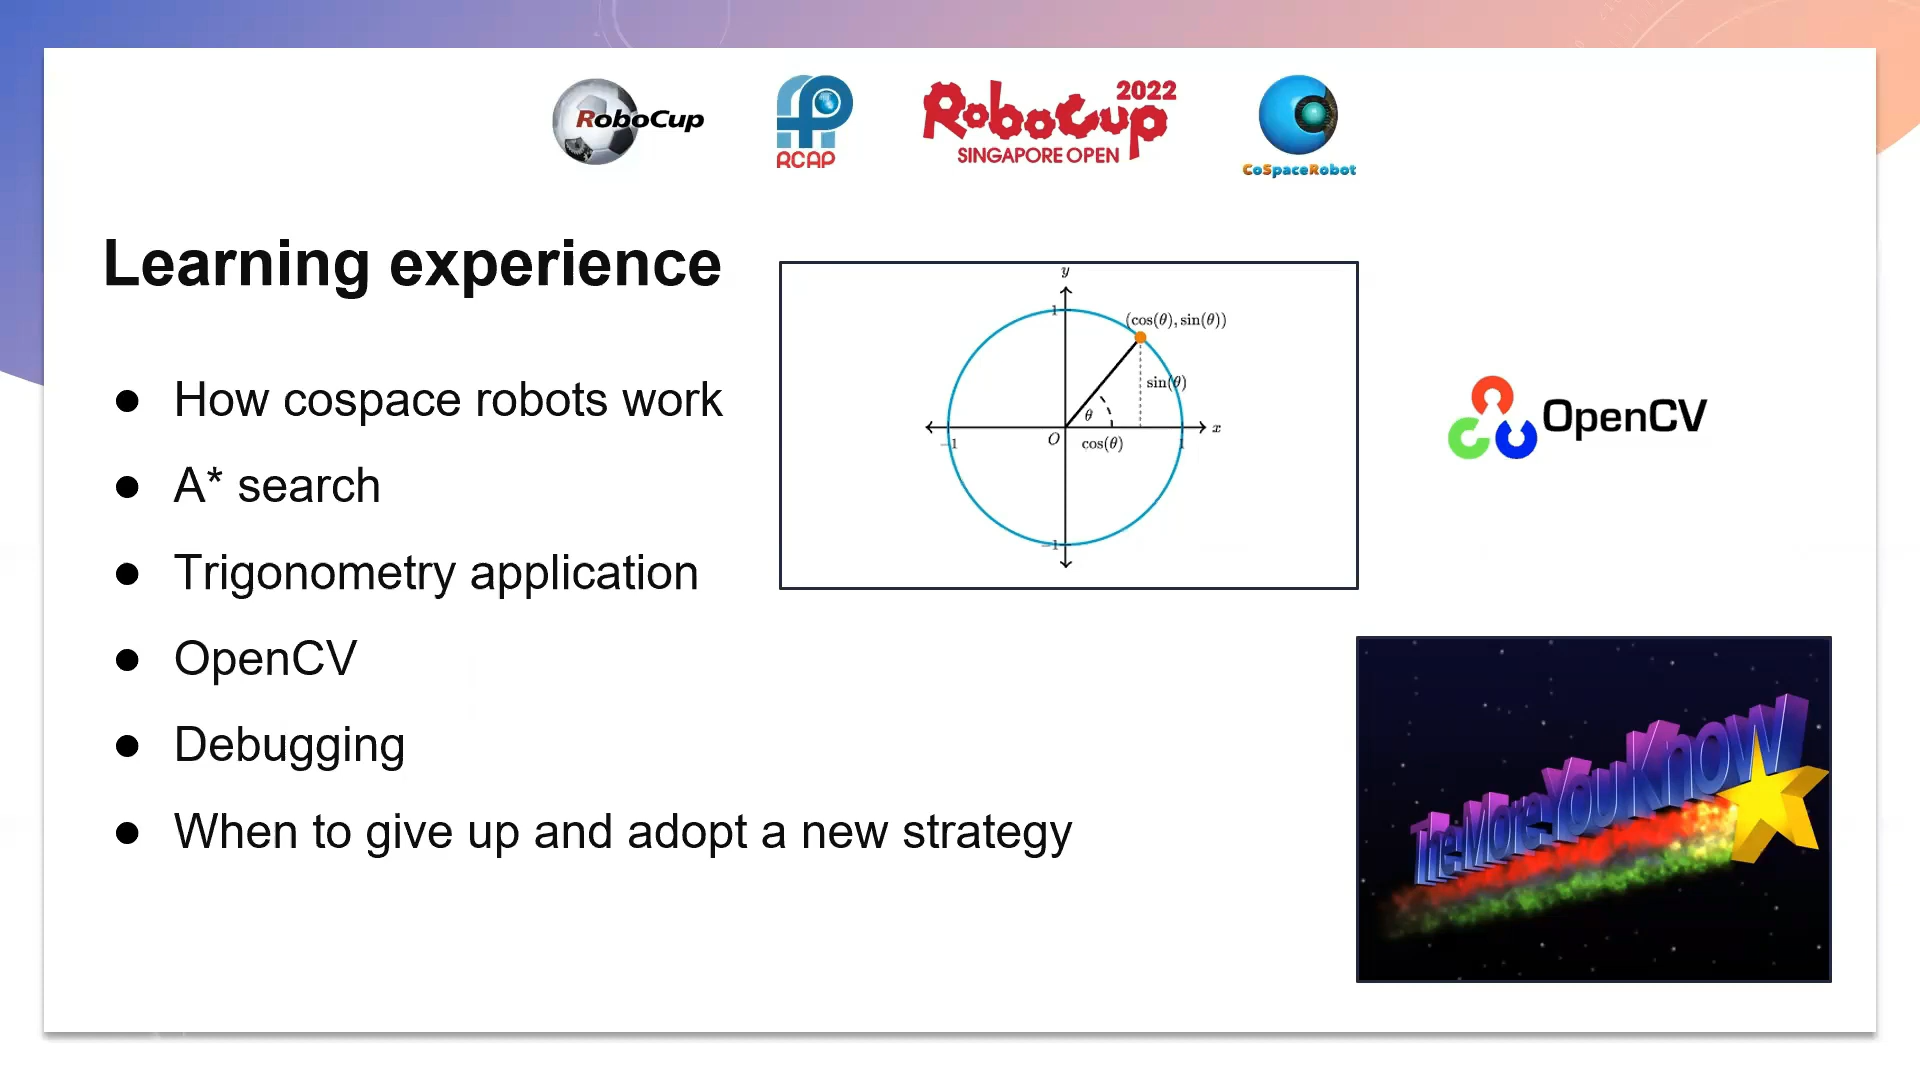 RoboCup
RCAP
RoboCup 2022
SINGAPORE OPEN
CoSpaceRobot
Learning experience
● How cospace robots work
● A* search
● Trigonometry application
● OpenCV
● Debugging
● When to give up and adopt a new strategy
y
1
(cos(θ), sin(θ))
sin(θ)
θ
x
−1
O
cos(θ)
1
−1
OpenCV
The More You Know